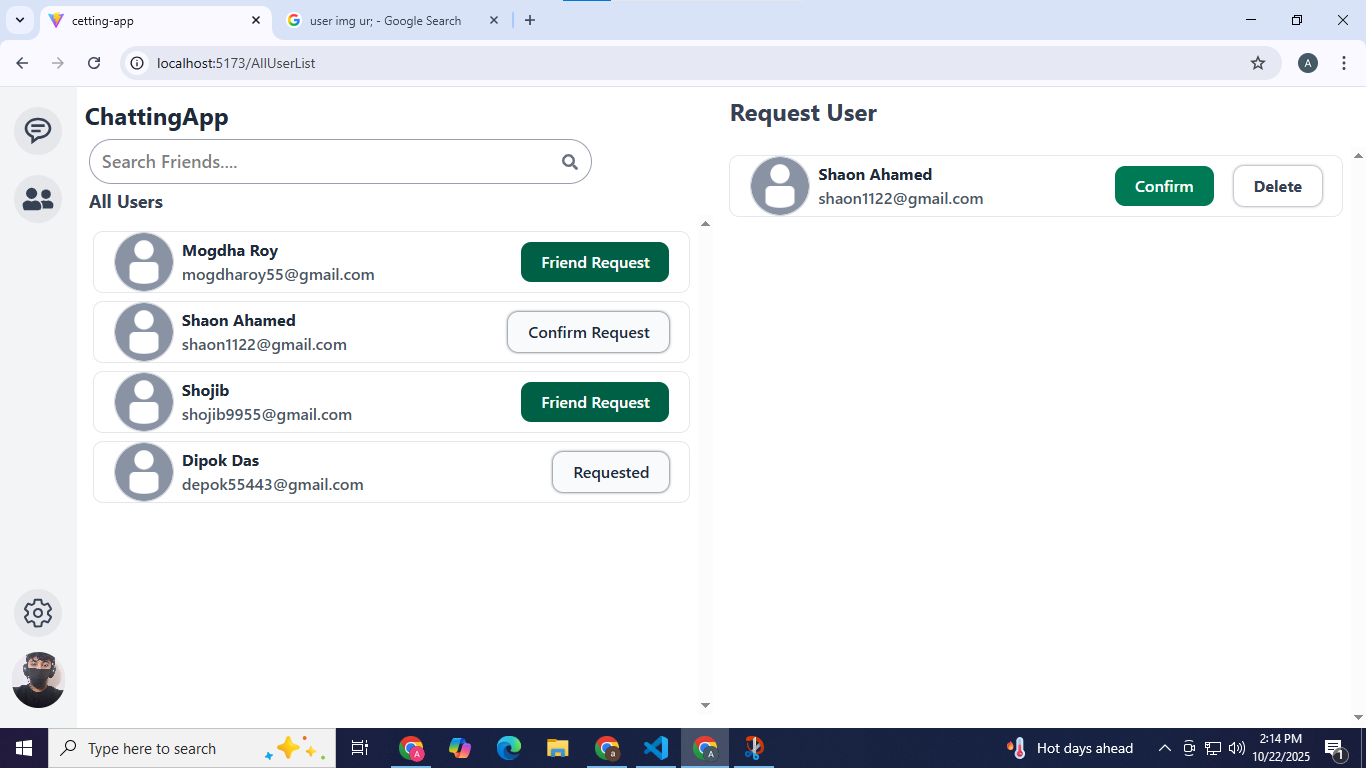 cetting-app
user img ur; - Google Search
localhost:5173/AllUserList
A
ChattingApp
Search Friends....
All Users
Mogdha Roy
mogdharoy55@gmail.com
Friend Request
Shaon Ahamed
shaon1122@gmail.com
Confirm Request
Shojib
shojib9955@gmail.com
Friend Request
Dipok Das
depok55443@gmail.com
Requested
Request User
Shaon Ahamed
shaon1122@gmail.com
Confirm
Delete
Type here to search
A
a
A
Hot days ahead
2:14 PM
10/22/2025
1